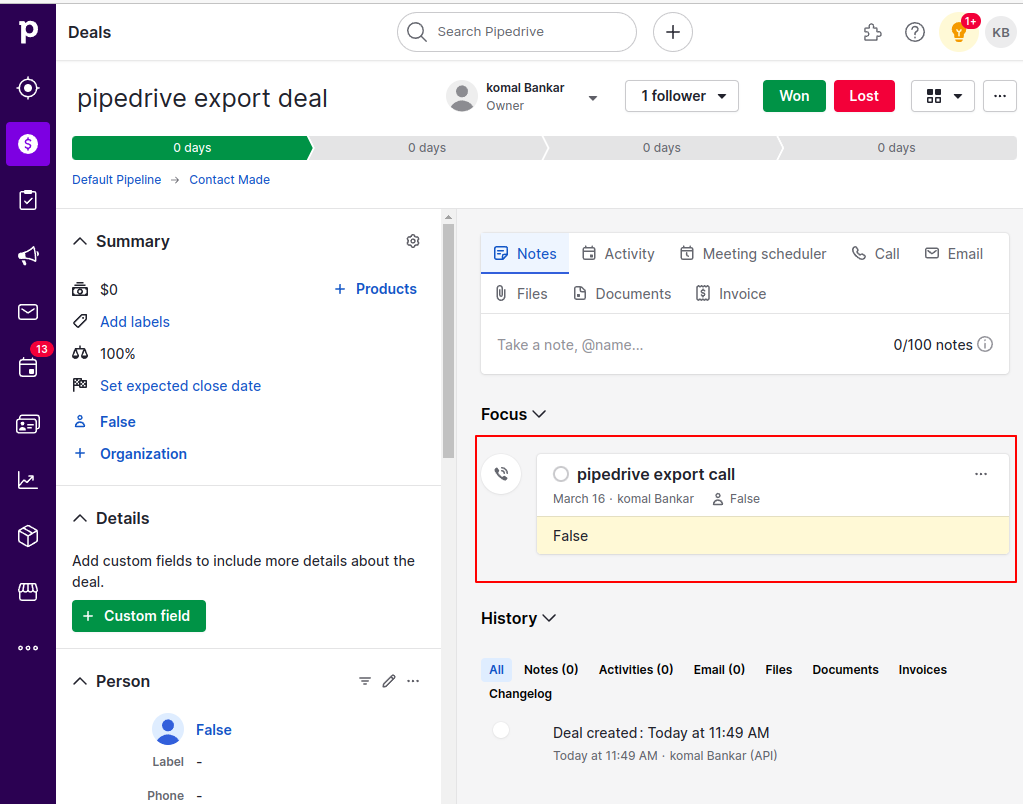 Deals
Search Pipedrive
1+
KB
pipedrive export deal
komal Bankar
Owner
1 follower
Won
Lost
0 days
0 days
0 days
0 days
Default Pipeline → Contact Made
13
Summary
$0
+ Products
Add labels
100%
Set expected close date
False
+ Organization
Details
Add custom fields to include more details about the
deal.
+ Custom field
Person
False
Label -
Phone -
Notes
Activity
Meeting scheduler
Call
Email
Files
Documents
Invoice
Take a note, @name...
0/100 notes
Focus
pipedrive export call
March 16 · komal Bankar False
False
History
All
Notes (0)
Activities (0)
Email (0)
Files
Documents
Invoices
Changelog
Deal created : Today at 11:49 AM
Today at 11:49 AM · komal Bankar (API)